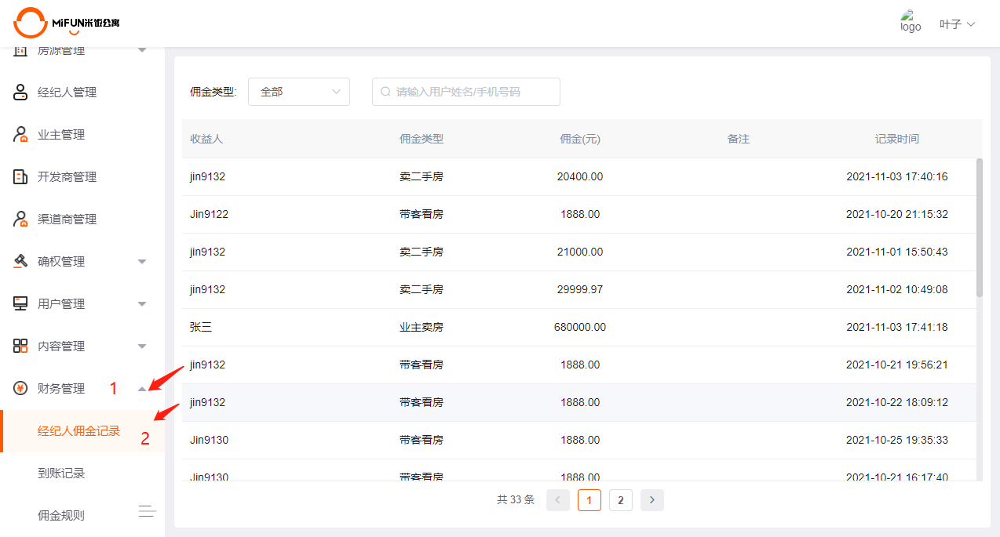 MiFUN米饭公寓
logo
叶子
房源管理
经纪人管理
业主管理
开发商管理
渠道商管理
确权管理
用户管理
内容管理
财务管理 1
经纪人佣金记录 2
到账记录
佣金规则
佣金类型: 全部 请输入用户姓名/手机号码
收益人 佣金类型 佣金(元) 备注 记录时间
jin9132 卖二手房 20400.00 2021-11-03 17:40:16
Jin9122 带客看房 1888.00 2021-10-20 21:15:32
jin9132 卖二手房 21000.00 2021-11-01 15:50:43
jin9132 卖二手房 29999.97 2021-11-02 10:49:08
张三 业主卖房 680000.00 2021-11-03 17:41:18
jin9132 带客看房 1888.00 2021-10-21 19:56:21
jin9132 带客看房 1888.00 2021-10-22 18:09:12
Jin9130 带客看房 1888.00 2021-10-25 19:35:33
Jin9130 带客看房 1888.00 2021-10-21 16:17:40
共 33 条 1 2